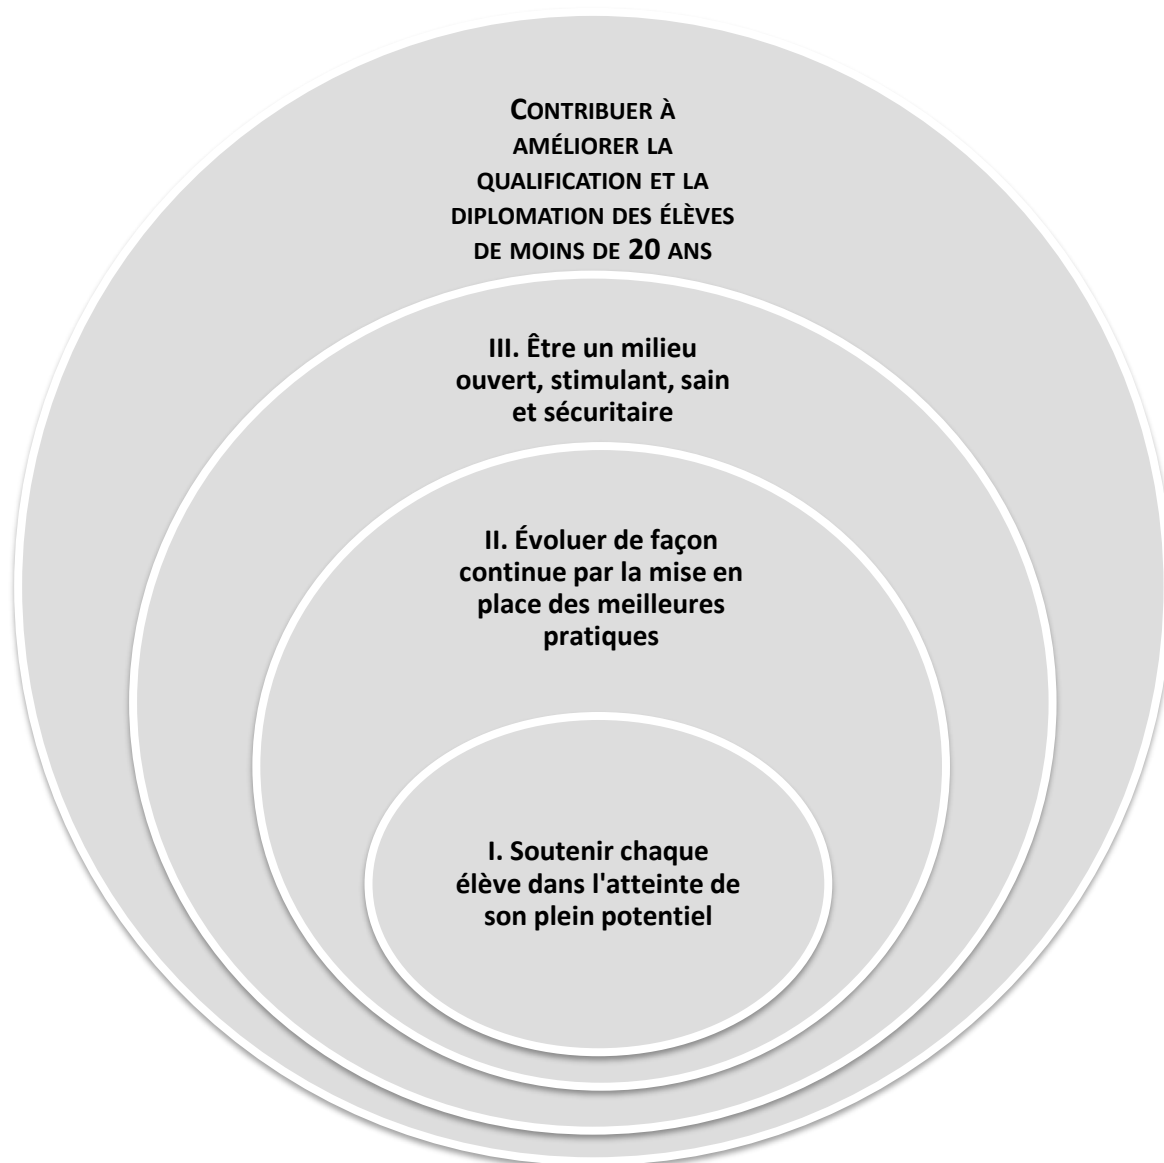 CONTRIBUER À
AMÉLIORER LA
QUALIFICATION ET LA
DIPLOMATION DES ÉLÈVES
DE MOINS DE 20 ANS
III. Être un milieu
ouvert, stimulant, sain
et sécuritaire
II. Évoluer de façon
continue par la mise en
place des meilleures
pratiques
I. Soutenir chaque
élève dans l'atteinte de
son plein potentiel